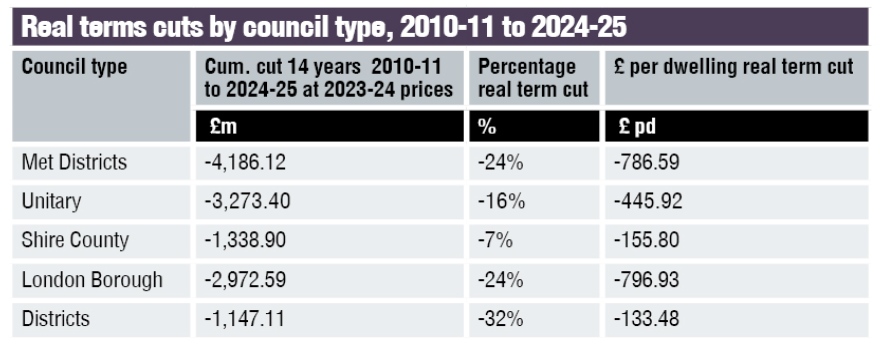 Real terms cuts by council type, 2010-11 to 2024-25
Council type Cum. cut 14 years 2010-11 to 2024-25 at 2023-24 prices Percentage real term cut £ per dwelling real term cut
£m % £ pd
Met Districts -4,186.12 -24% -786.59
Unitary -3,273.40 -16% -445.92
Shire County -1,338.90 -7% -155.80
London Borough -2,972.59 -24% -796.93
Districts -1,147.11 -32% -133.48